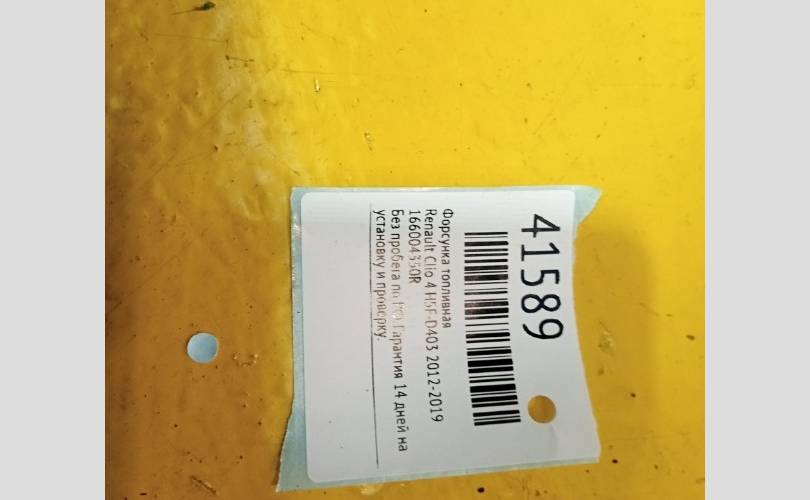 41589
Форсунка топливная
Renault Clio 4 H5F-D403 2012-2019
166004350R
Без пробега по РФ. Гарантия 14 дней на
установку и проверку.